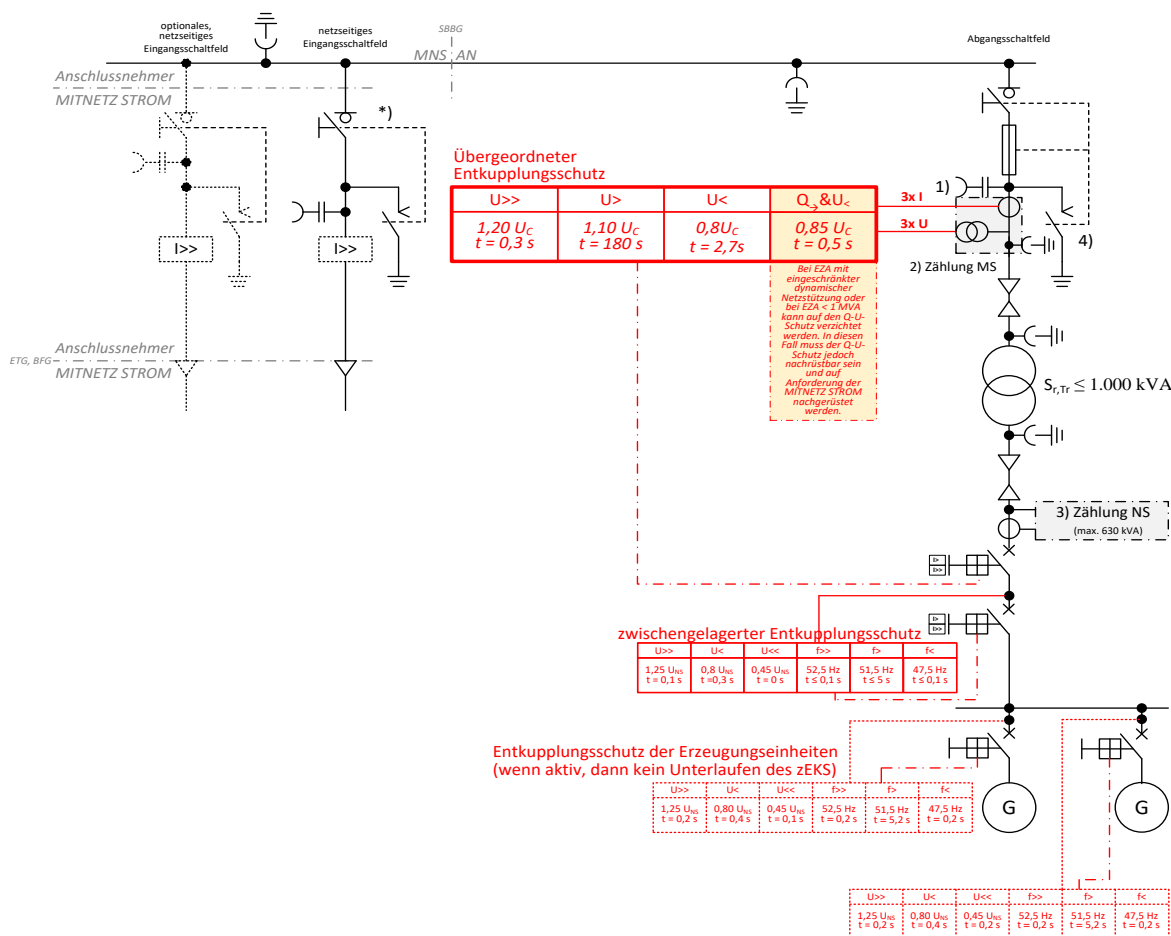 optionales,
netzseitiges
Eingangsschaltfeld
netzseitiges
Eingangsschaltfeld
SBBG
MNS AN
Abgangsschaltfeld
Anschlussnehmer
MITNETZ STROM
*)
Übergeordneter
Entkupplungsschutz
U>> U> U< Q→&U<
1,20 UC 1,10 UC 0,8UC 0,85 UC
t = 0,3 s t = 180 s t = 2,7s t = 0,5 s
3x I
3x U
1)
4)
2) Zählung MS
I>>
I>>
Bei EZA mit
eingeschränkter
dynamischer
Netzstützung oder
bei EZA < 1 MVA
kann auf den Q-U-
Schutz verzichtet
werden. In diesen
Fall muss der Q-U-
Schutz jedoch
nachrüstbar sein
und auf
Anforderung der
MITNETZ STROM
nachgerüstet
werden.
Anschlussnehmer
ETG, BFG
MITNETZ STROM
Sr,Tr ≤ 1.000 kVA
3) Zählung NS
(max. 630 kVA)
I>
I>>
I>
I>>
zwischengelagerter Entkupplungsschutz
U>> U< U<< f>> f> f<
1,25 UNS 0,8 UNS 0,45 UNS 52,5 Hz 51,5 Hz 47,5 Hz
t = 0,1 s t =0,3 s t = 0 s t ≤ 0,1 s t ≤ 5 s t ≤ 0,1 s
Entkupplungsschutz der Erzeugungseinheiten
(wenn aktiv, dann kein Unterlaufen des zEKS)
U>> U< U<< f>> f> f<
1,25 UNS 0,80 UNS 0,45 UNS 52,5 Hz 51,5 Hz 47,5 Hz
t = 0,2 s t = 0,4 s t = 0,1 s t = 0,2 s t = 5,2 s t = 0,2 s
G
G
U>> U< U<< f>> f> f<
1,25 UNS 0,80 UNS 0,45 UNS 52,5 Hz 51,5 Hz 47,5 Hz
t = 0,2 s t = 0,4 s t = 0,2 s t = 0,2 s t = 5,2 s t = 0,2 s